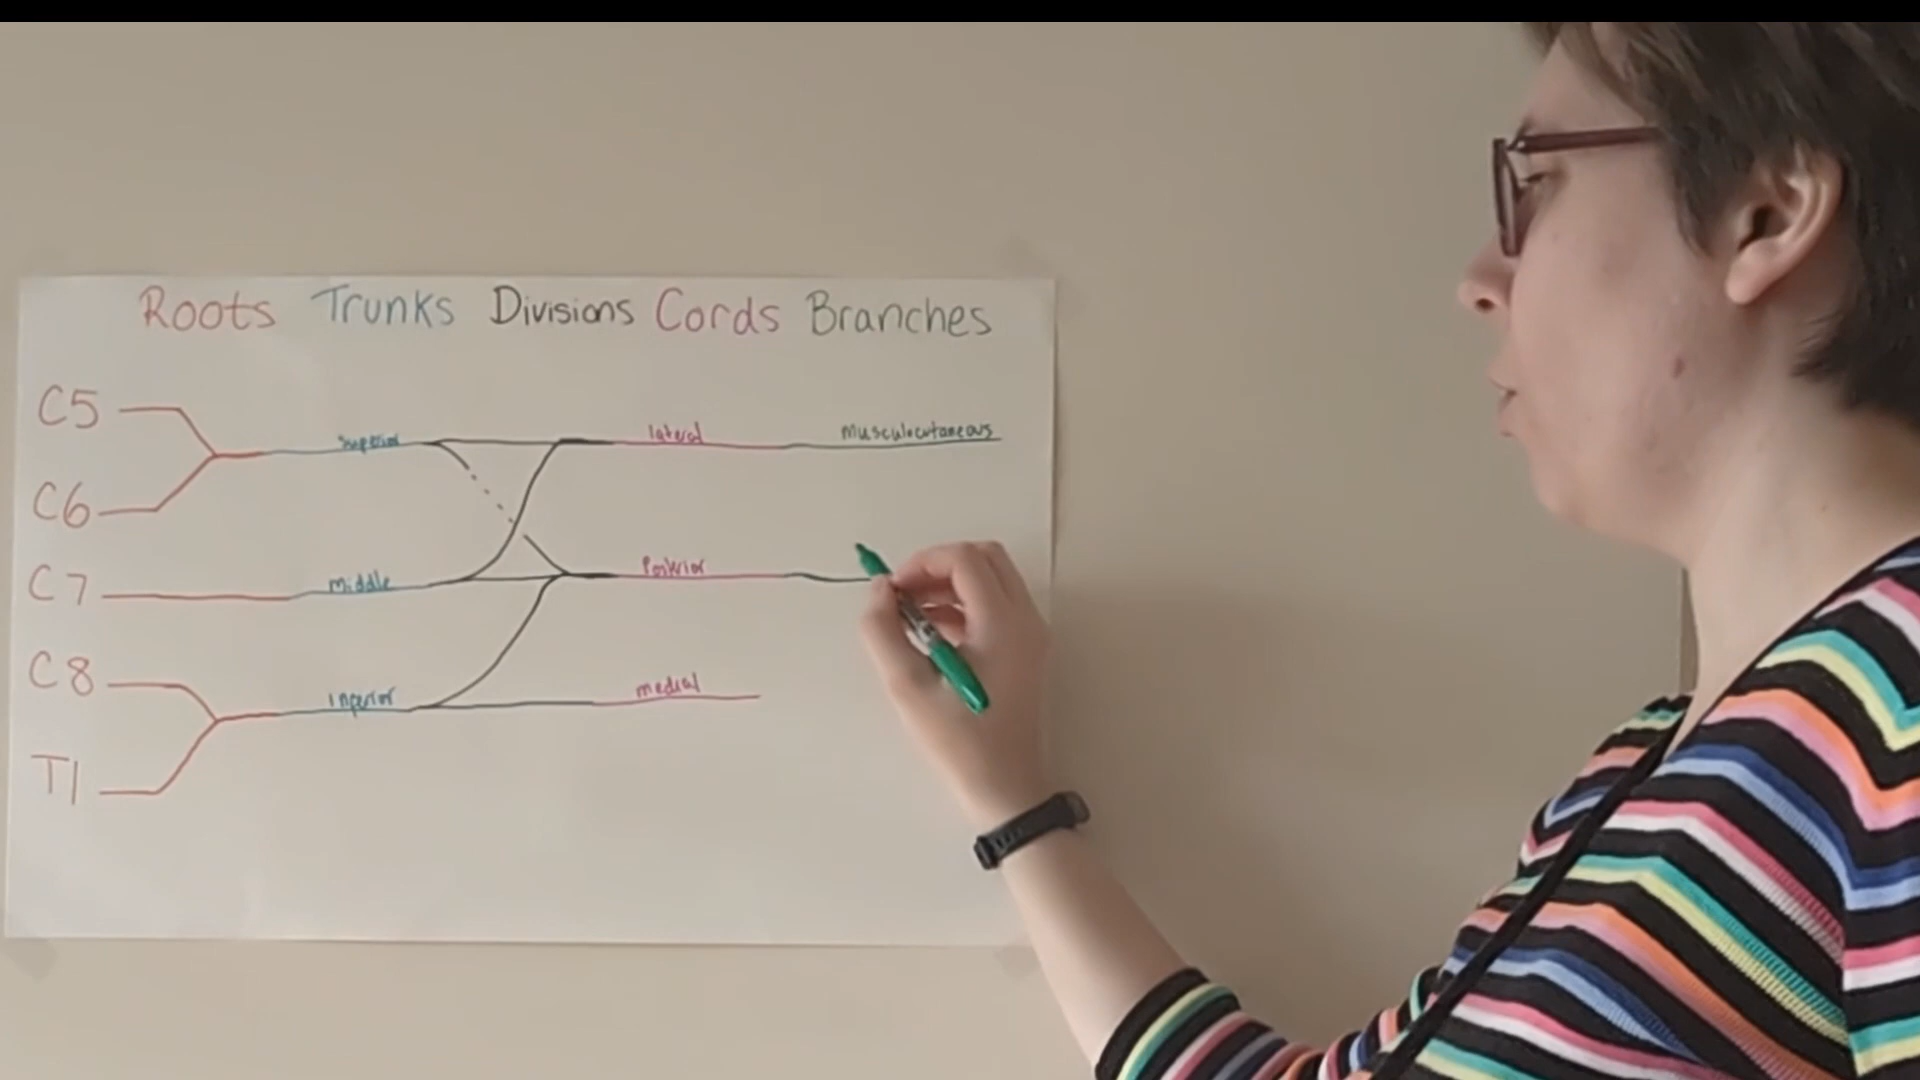 Roots Trunks Divisions Cords Branches
C5
superior lateral musculocutaneous
C6
C7 Middle Posterior
C8
Inferior medial
T1